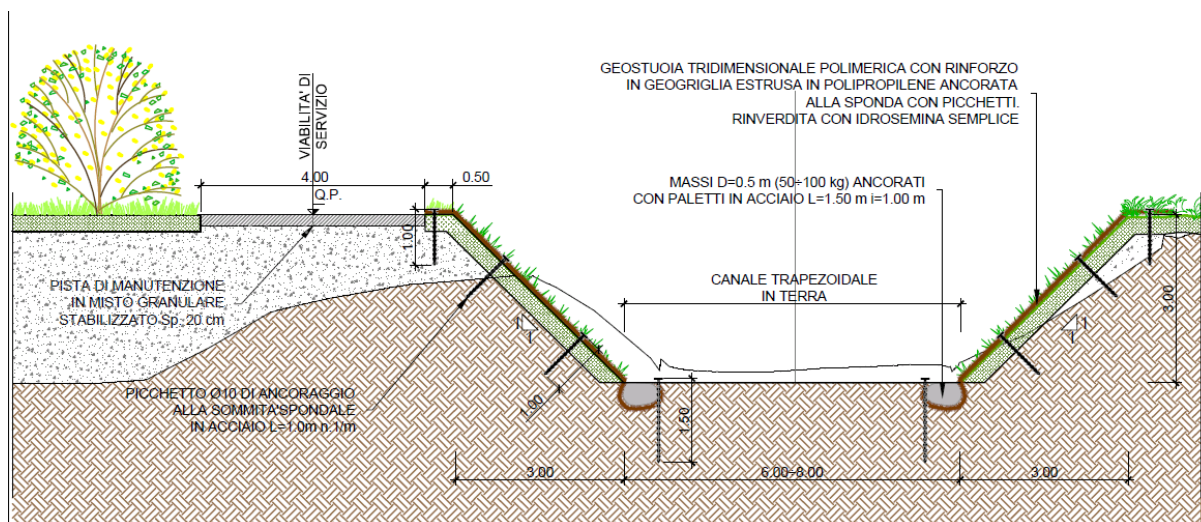 GEOSTUOIA TRIDIMENSIONALE POLIMERICA CON RINFORZO
IN GEOGRIGLIA ESTRUSA IN POLIPROPILENE ANCORATA
ALLA SPONDA CON PICCHETTI.
RINVERDITA CON IDROSEMINA SEMPLICE
VIABILITA' DI
SERVIZIO
4.00
0.50
Q.P.
MASSI D=0.5 m (50÷100 kg) ANCORATI
CON PALETTI IN ACCIAIO L=1.50 m i=1.00 m
1.00
PISTA DI MANUTENZIONE
IN MISTO GRANULARE
STABILIZZATO Sp. 20 cm
CANALE TRAPEZOIDALE
IN TERRA
3.00
1
1
1
1
PICCHETTO Ø10 DI ANCORAGGIO
ALLA SOMMITA'SPONDALE
IN ACCIAIO L=1.0m n.1/m
1.00
1.50
3.00
6.00÷8.00
3.00